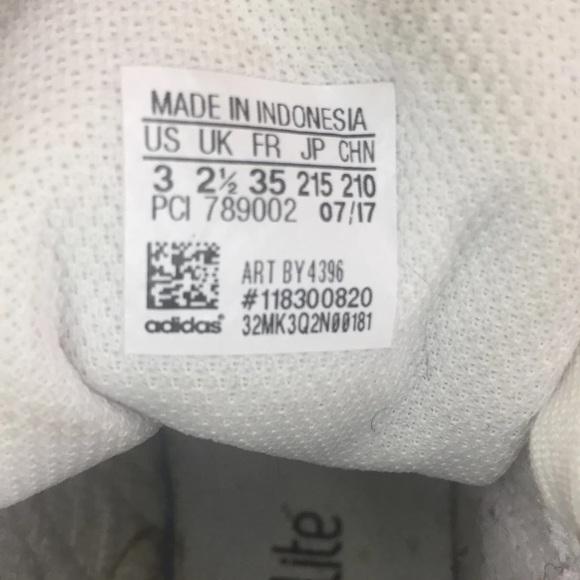 MADE IN INDONESIA
US UK FR JP CHN
3 2½ 35 215 210
PCI 789002 07/17
ART BY4396
#118300820
adidas® 32MK3Q2N00181
Lite